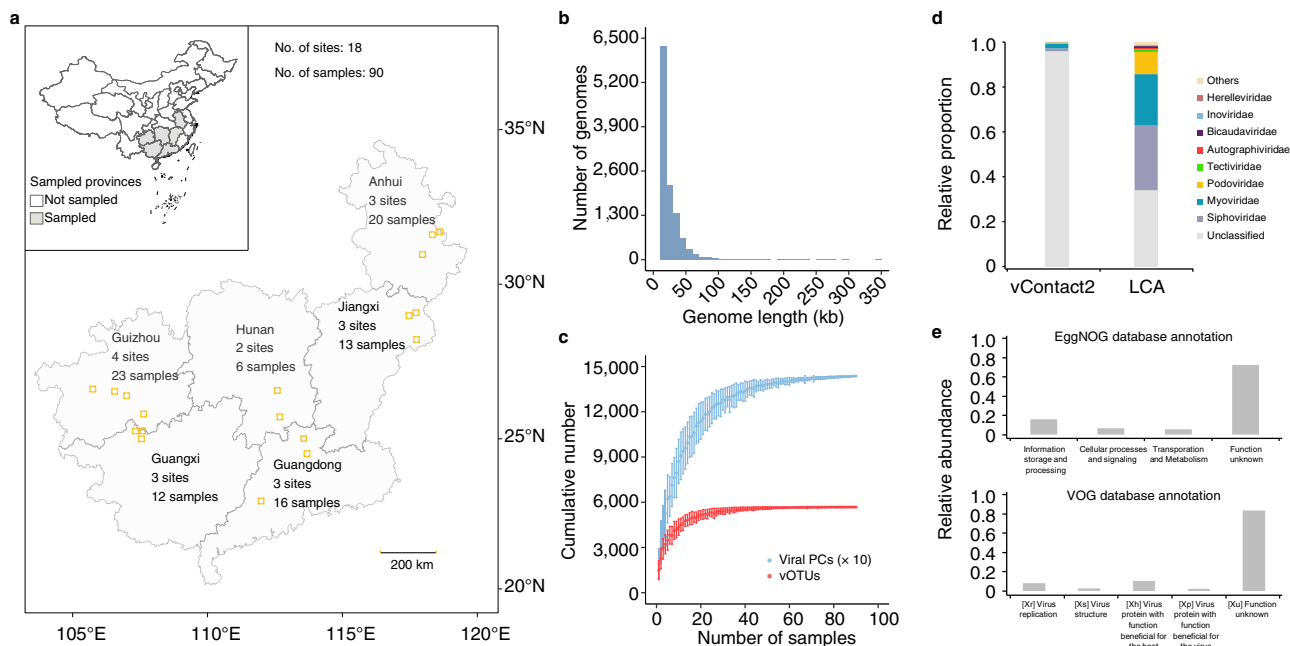 a
No. of sites: 18
No. of samples: 90
Sampled provinces
Not sampled
Sampled
Anhui
3 sites
20 samples
Jiangxi
3 sites
13 samples
Hunan
2 sites
6 samples
Guizhou
4 sites
23 samples
Guangxi
3 sites
12 samples
Guangdong
3 sites
16 samples
200 km
35°N
30°N
25°N
20°N
105°E
110°E
115°E
120°E
b
Number of genomes
6,500
5,200
3,900
2,600
1,300
0
0
50
100
150
200
250
300
350
Genome length (kb)
c
Cumulative number
15,000
12,000
9,000
6,000
3,000
0
Viral PCs (× 10)
vOTUs
0
20
40
60
80
100
Number of samples
d
Relative proportion
1.0
0.8
0.6
0.4
0.2
0
vContact2
LCA
Others
Herelleviridae
Inoviridae
Bicaudaviridae
Autographiviridae
Tectiviridae
Podoviridae
Myoviridae
Siphoviridae
Unclassified
e
Relative abundance
EggNOG database annotation
1.0
0.8
0.6
0.4
0.2
0
Information
storage and
processing
Cellular processes
and signaling
Transporation
and Metabolism
Function
unknown
VOG database annotation
1.0
0.8
0.6
0.4
0.2
0
[Xr] Virus
replication
[Xs] Virus
structure
[Xh] Virus
protein with
function
beneficial for
[Xp] Virus
protein with
function
beneficial for
[Xu] Function
unknown